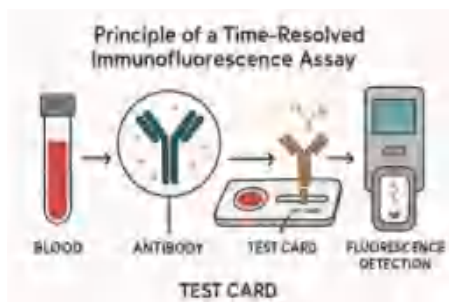 Principle of a Time-Resolved
Immunofluorescence Assay
BLOOD
ANTIBODY
TEST CARD
FLUORESCENCE
DETECTION
TEST CARD